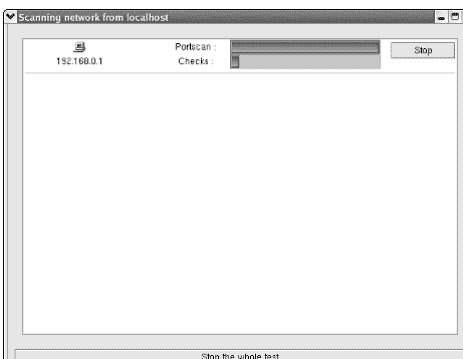 Scanning network from localhost
Portscan :
Stop
192.168.0.1
Checks :
Stop the whole test